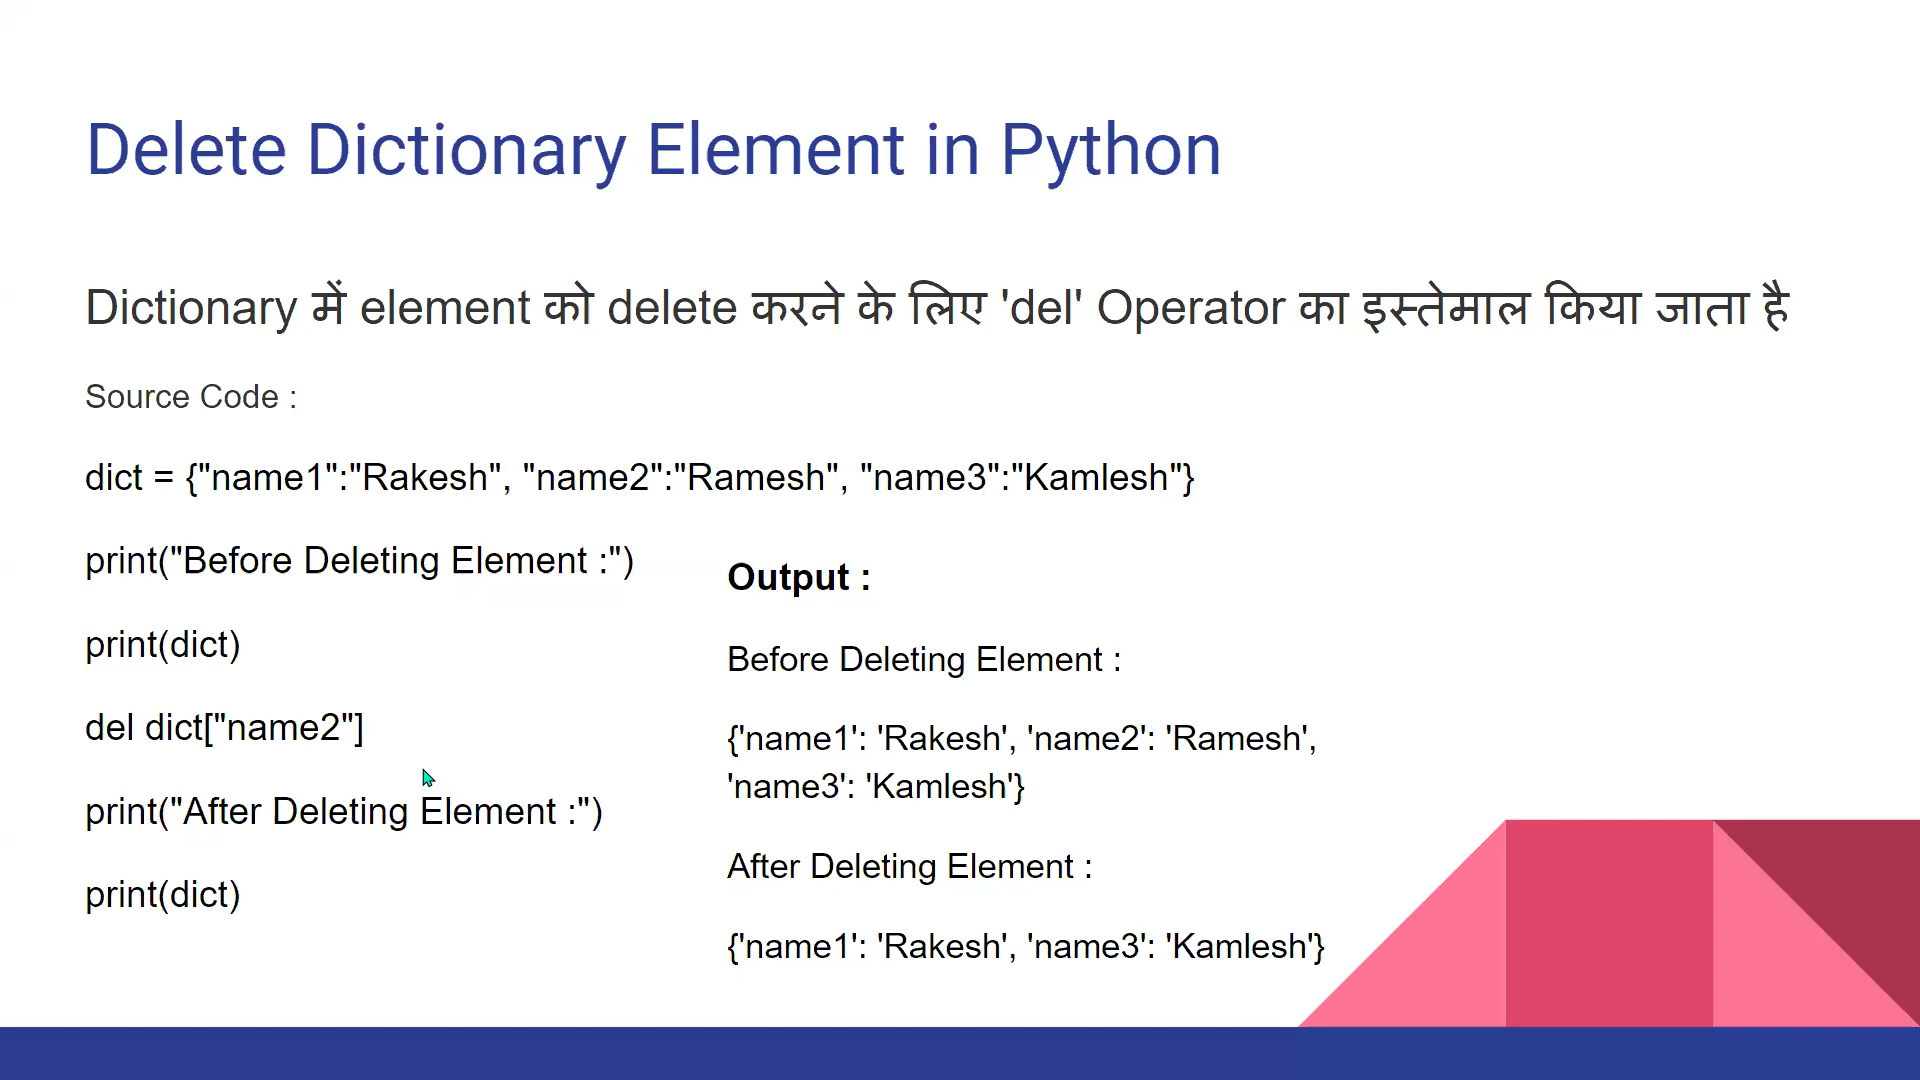 Delete Dictionary Element in Python
Dictionary में element को delete करने के लिए 'del' Operator का इस्तेमाल किया जाता है
Source Code :
dict = {"name1":"Rakesh", "name2":"Ramesh", "name3":"Kamlesh"}
print("Before Deleting Element :")
print(dict)
del dict["name2"]
print("After Deleting Element :")
print(dict)
Output :
Before Deleting Element :
{'name1': 'Rakesh', 'name2': 'Ramesh',
'name3': 'Kamlesh'}
After Deleting Element :
{'name1': 'Rakesh', 'name3': 'Kamlesh'}